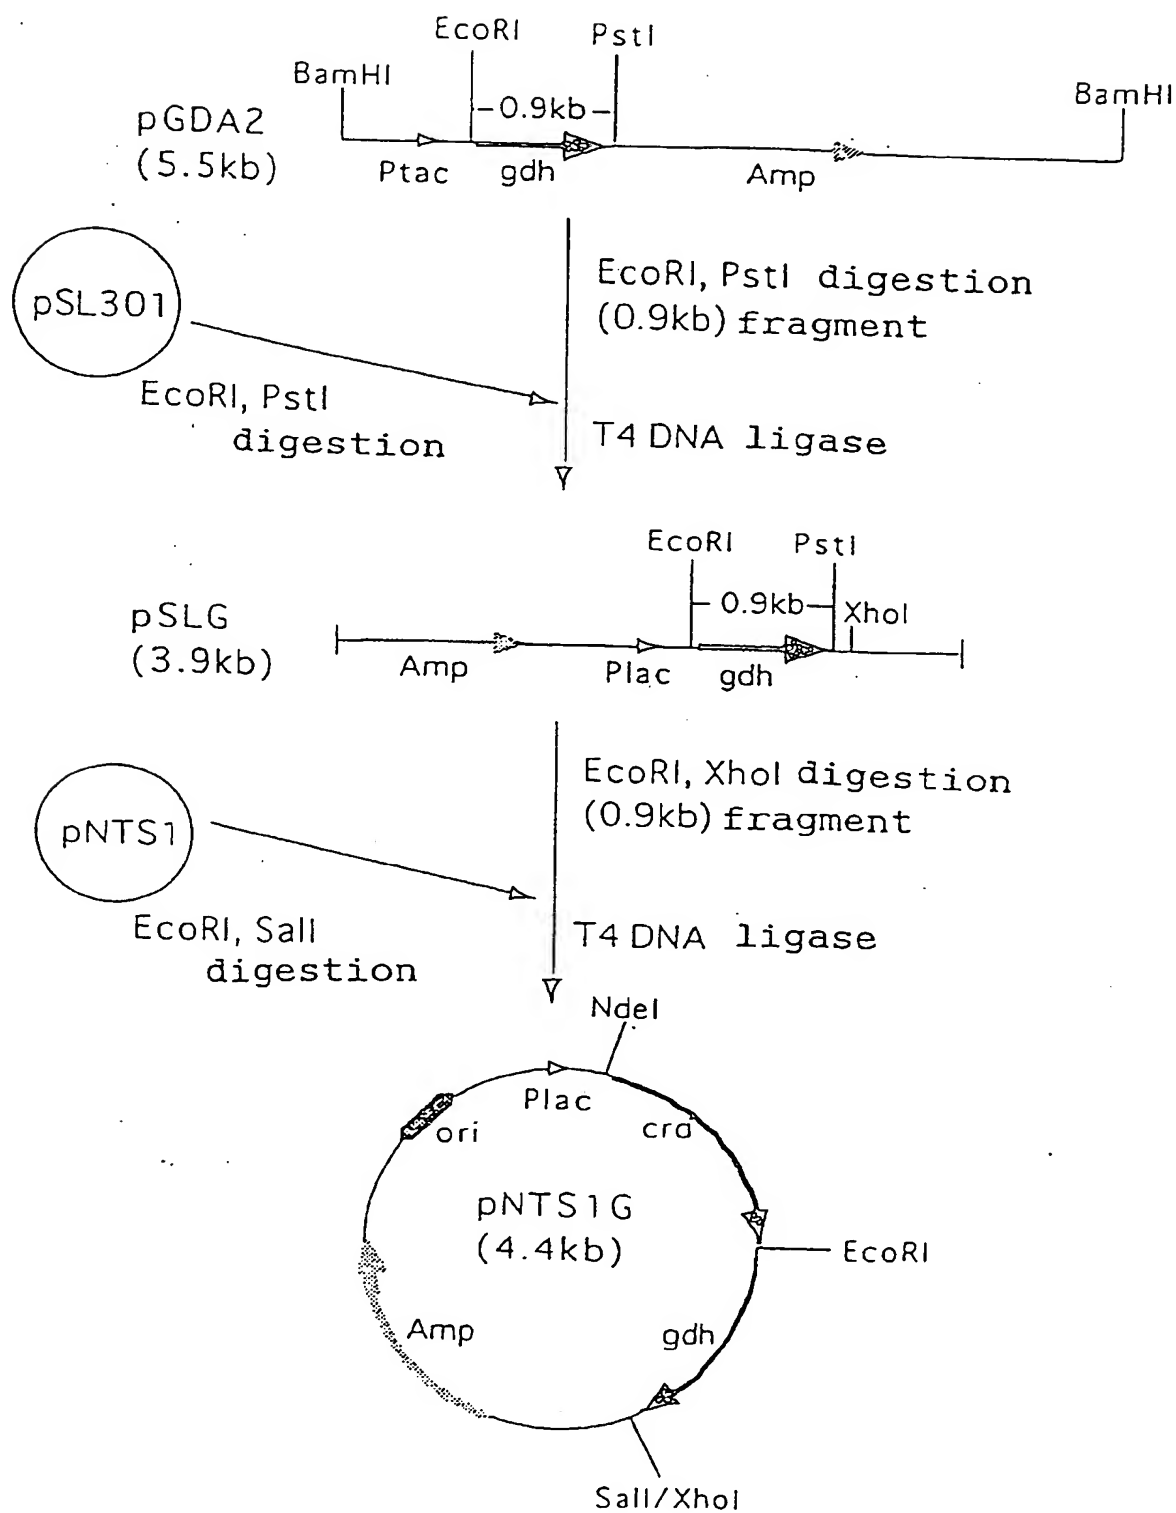 EcoRI PstI
BamHI
BamHI
0.9kb
pGDA2
(5.5kb)
Ptac gdh Amp
pSL301
EcoRI, PstI digestion
(0.9kb) fragment
EcoRI, PstI
digestion
T4 DNA ligase
EcoRI PstI
0.9kb
XhoI
pSLG
(3.9kb)
Amp Plac gdh
EcoRI, XhoI digestion
(0.9kb) fragment
pNTS1
EcoRI, SalI
digestion
T4 DNA ligase
NdeI
Plac
ori
crd
pNTS1G
(4.4kb)
EcoRI
Amp
gdh
SalI/XhoI